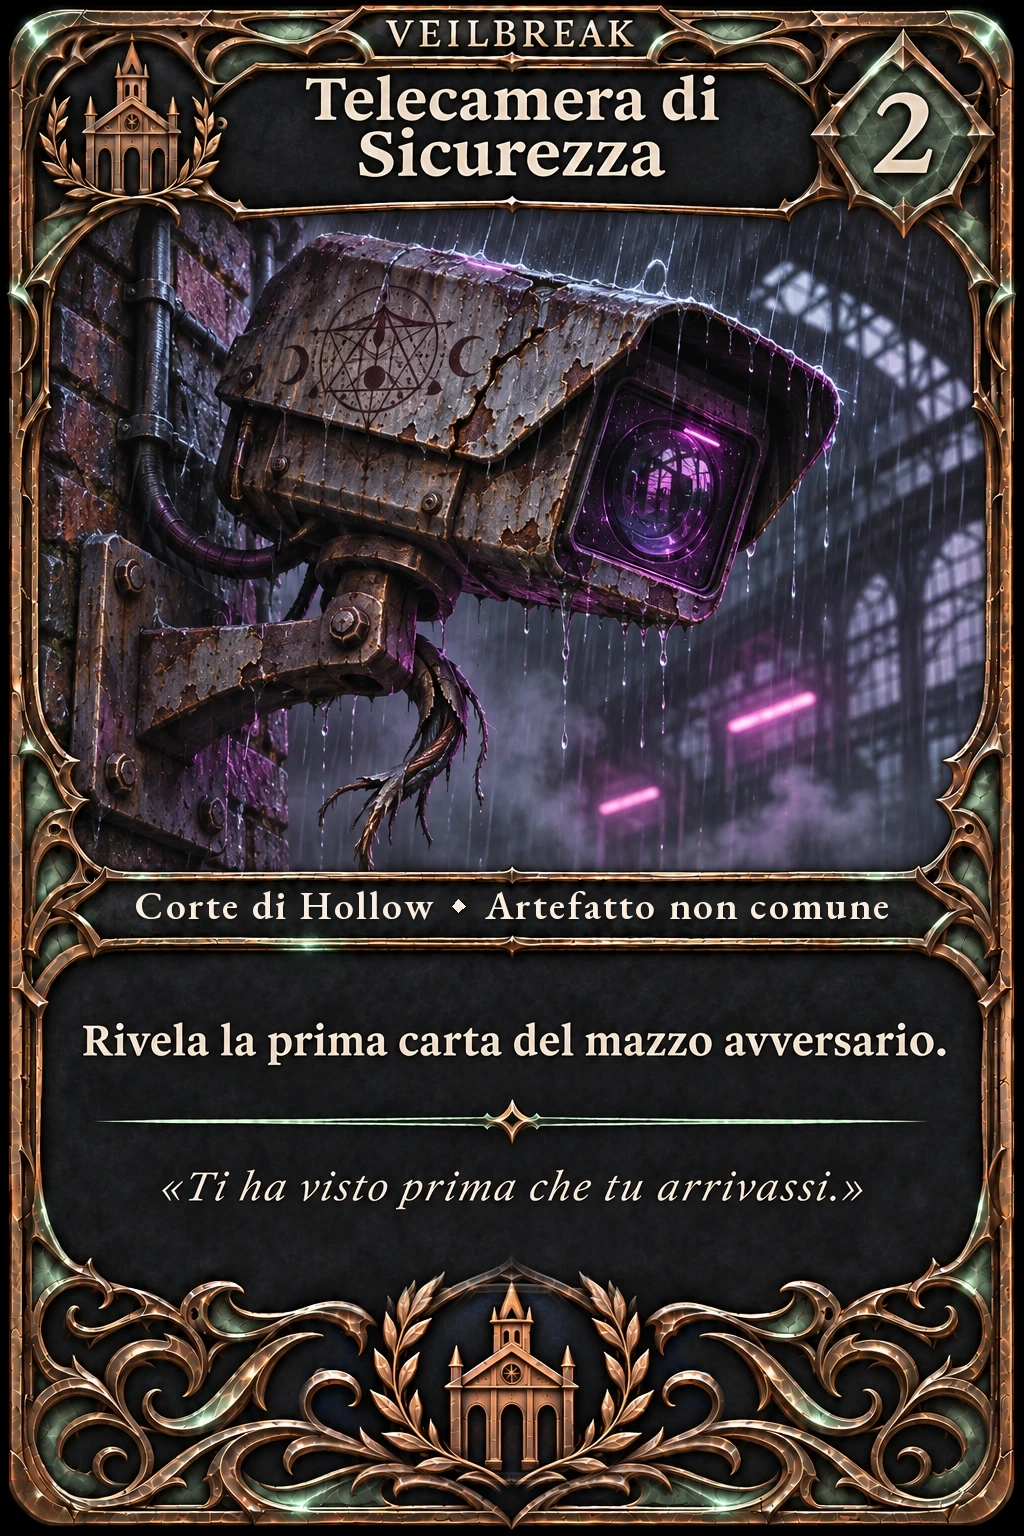 VEILBREAK
Telecamera di
Sicurezza
2
Corte di Hollow ⬥ Artefatto non comune
Rivela la prima carta del mazzo avversario.
«Ti ha visto prima che tu arrivassi.»